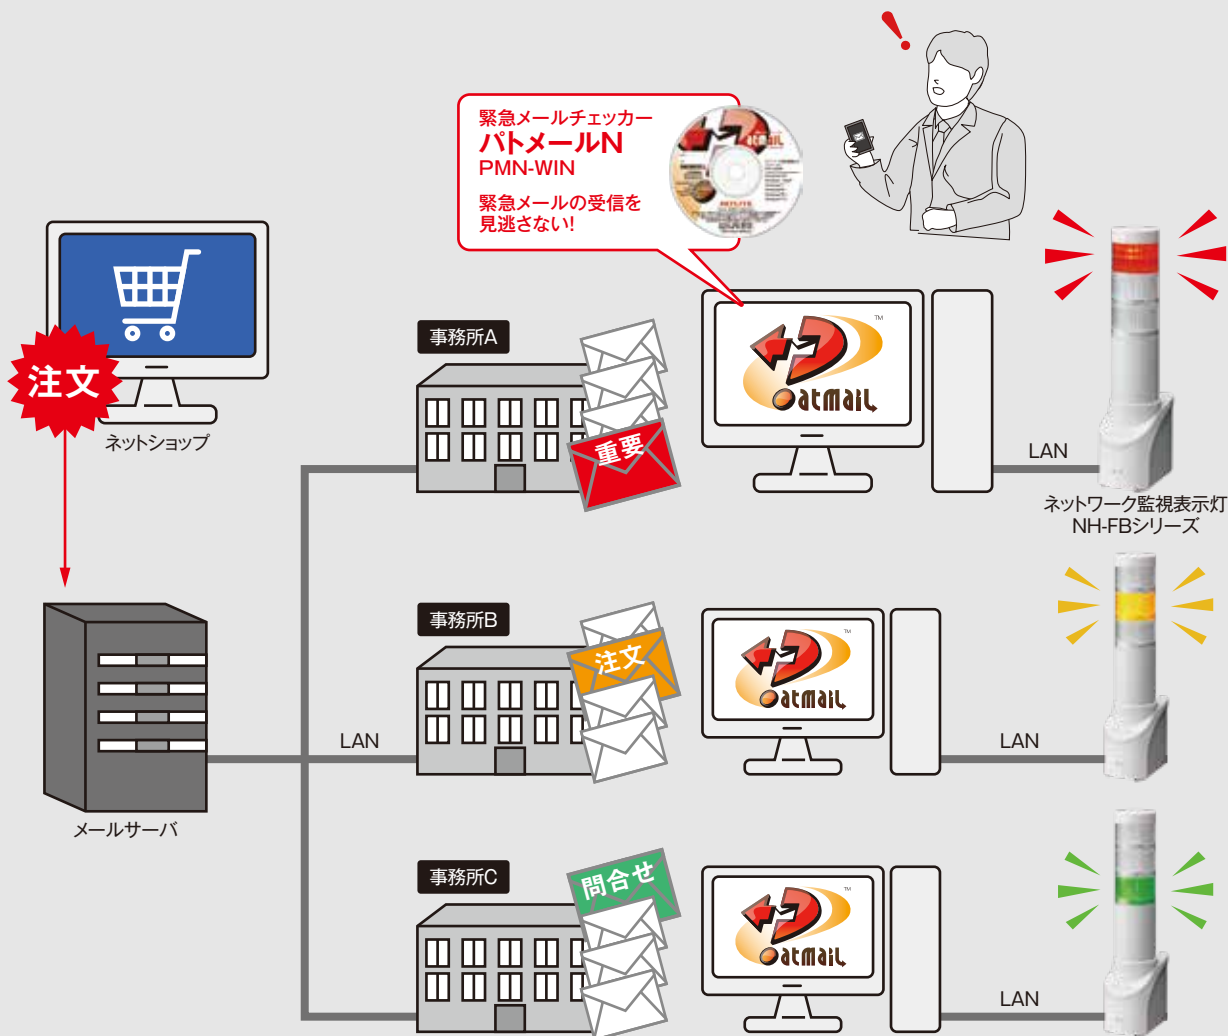 緊急メールチェッカー
パトメールN
PMN-WIN
緊急メールの受信を
見逃さない!
注文
ネットショップ
事務所A
重要
TM
atmail
LAN
ネットワーク監視表示灯
NH-FBシリーズ
メールサーバ
LAN
事務所B
注文
TM
atmail
LAN
事務所C
問合せ
TM
atmail
LAN